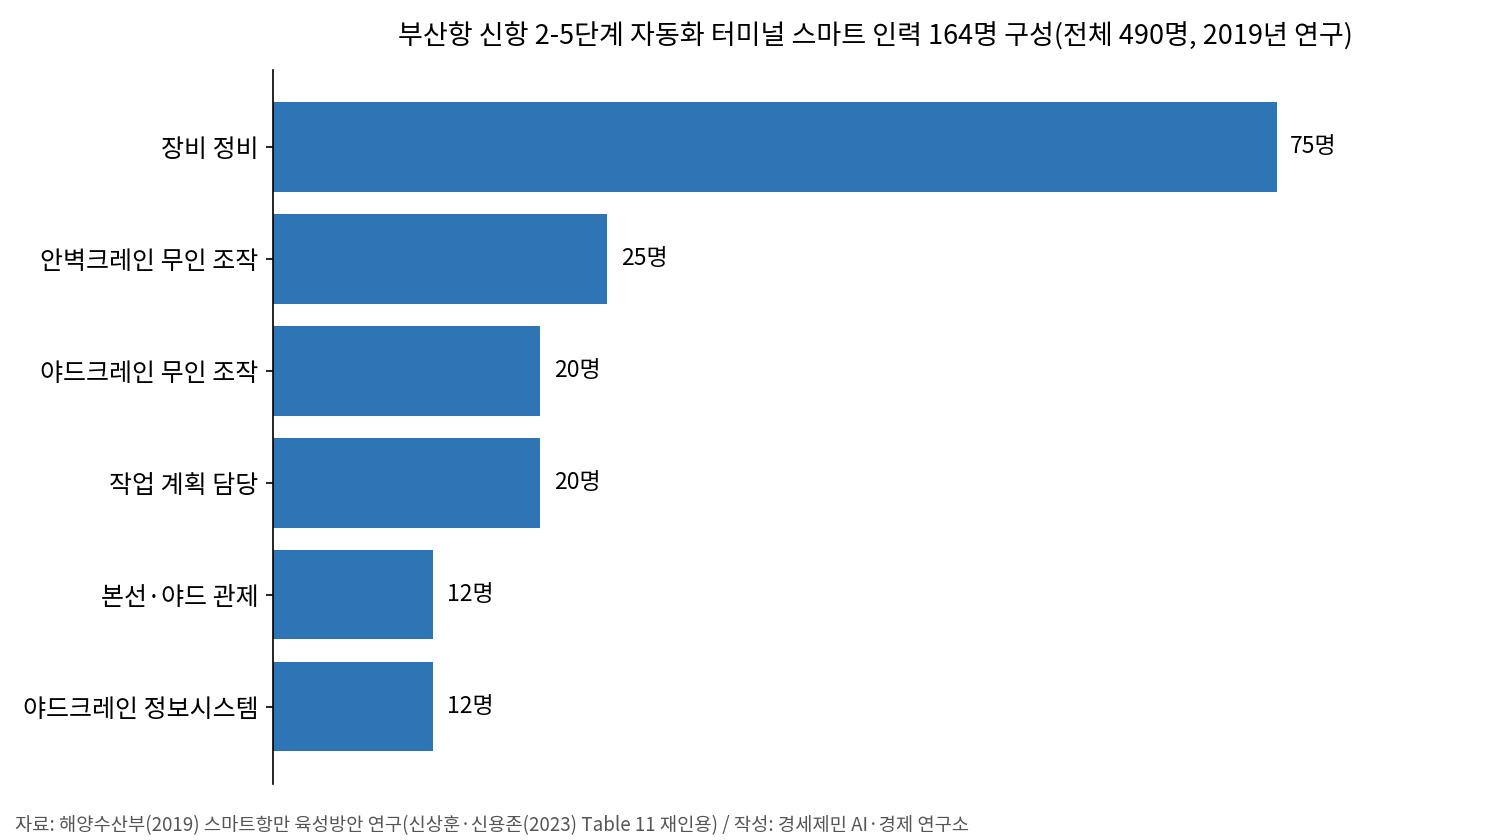 부산항 신항 2-5단계 자동화 터미널 스마트 인력 164명 구성(전체 490명, 2019년 연구)
장비 정비
75명
안벽크레인 무인 조작
25명
야드크레인 무인 조작
20명
작업 계획 담당
20명
본선·야드 관제
12명
야드크레인 정보시스템
12명
자료: 해양수산부(2019) 스마트항만 육성방안 연구(신상훈·신용존(2023) Table 11 재인용) / 작성: 경세제민 AI·경제 연구소